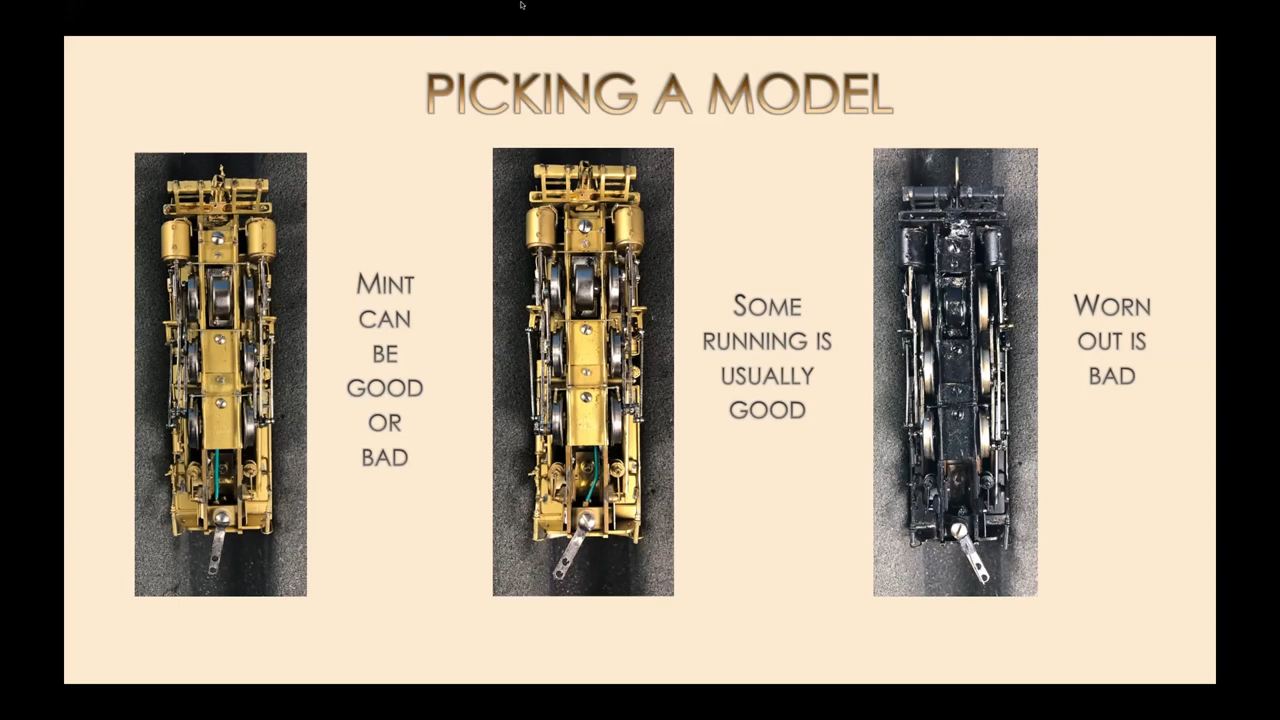 PICKING A MODEL
MINT
CAN
BE
GOOD
OR
BAD
SOME
RUNNING IS
USUALLY
GOOD
WORN
OUT IS
BAD